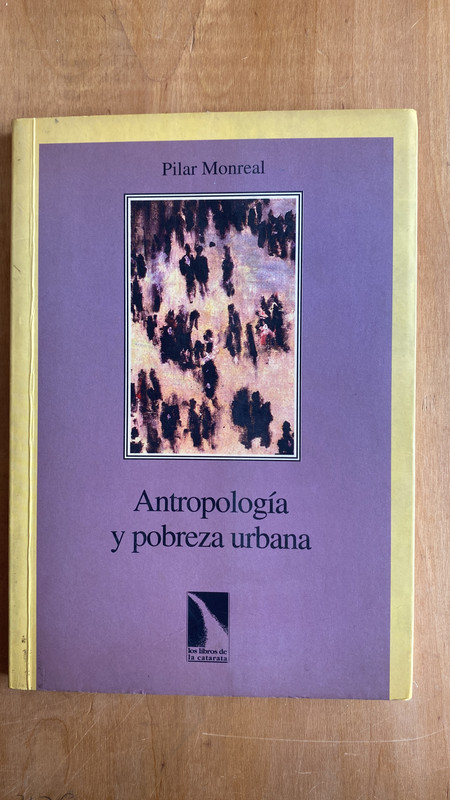 Pilar Monreal
Antropología
y pobreza urbana
los libros de
la catarata